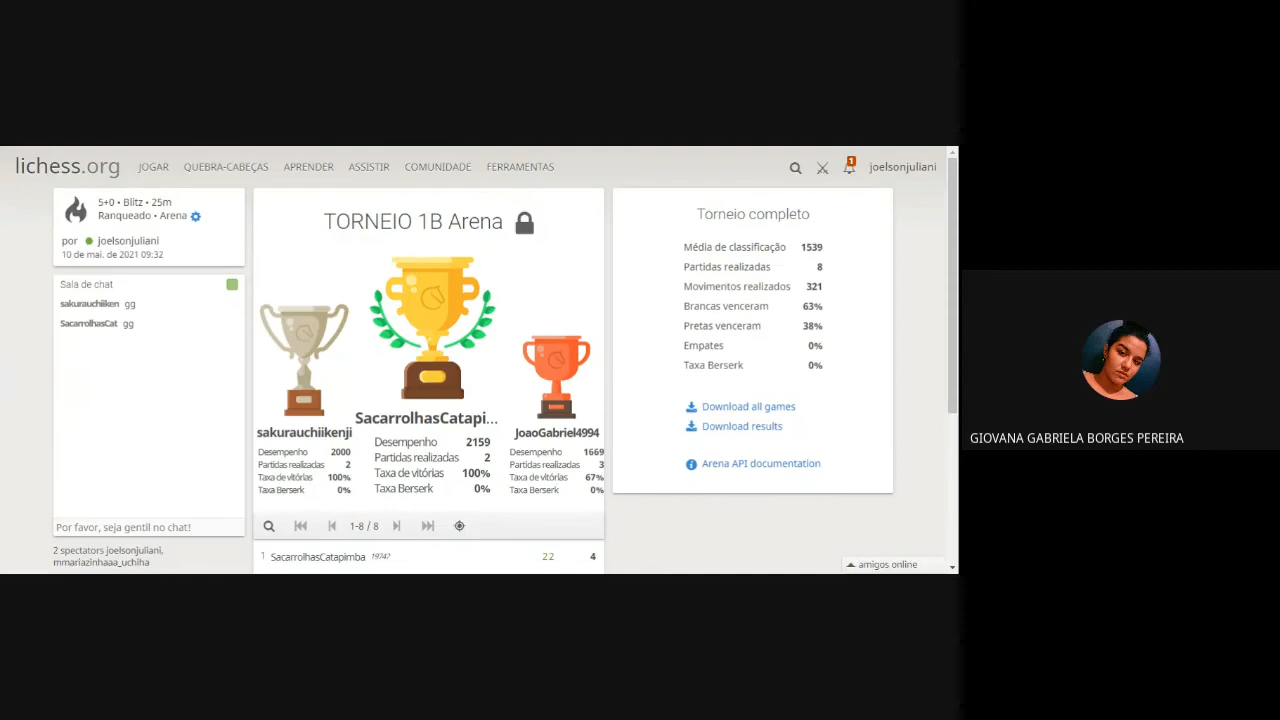 lichess.org JOGAR QUEBRA-CABEÇAS APRENDER ASSISTIR COMUNIDADE FERRAMENTAS 1 joelsonjuliani
5+0 • Blitz • 25m
Ranqueado • Arena
por joelsonjuliani
10 de mai. de 2021 09:32
Sala de chat
sakurauchiiken gg
SacarrolhasCat gg
Por favor, seja gentil no chat!
2 spectators joelsonjuliani,
mmariazinhaaa_uchiha
TORNEIO 1B Arena
sakurauchiikenji
Desempenho 2000
Partidas realizadas 2
Taxa de vitórias 100%
Taxa Berserk 0%
SacarrolhasCatapi...
Desempenho 2159
Partidas realizadas 2
Taxa de vitórias 100%
Taxa Berserk 0%
JoaoGabriel4994
Desempenho 1669
Partidas realizadas 3
Taxa de vitórias 67%
Taxa Berserk 0%
1-8 / 8
1 SacarrolhasCatapimba 1974? 22 4
Torneio completo
Média de classificação 1539
Partidas realizadas 8
Movimentos realizados 321
Brancas venceram 63%
Pretas venceram 38%
Empates 0%
Taxa Berserk 0%
Download all games
Download results
Arena API documentation
amigos online
GIOVANA GABRIELA BORGES PEREIRA